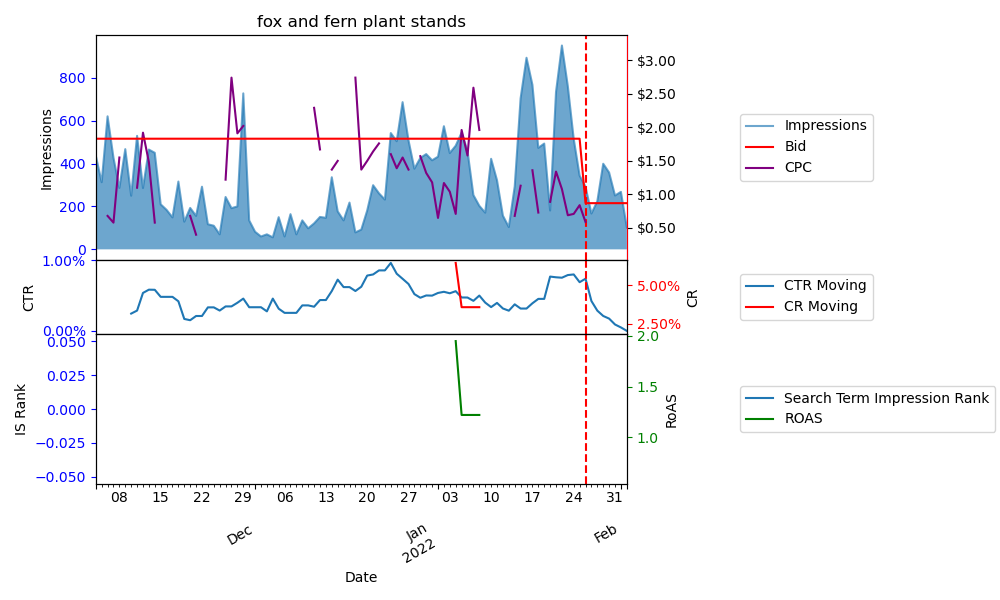 fox and fern plant stands
Impressions
800
600
400
200
0
$3.00
$2.50
$2.00
$1.50
$1.00
$0.50
Impressions
Bid
CPC
CTR
1.00%
0.00%
5.00%
2.50%
CR
CTR Moving
CR Moving
IS Rank
0.050
0.025
0.000
−0.025
−0.050
2.0
1.5
1.0
RoAS
Search Term Impression Rank
ROAS
08 15 22 29 06 13 20 27 03 10 17 24 31
Dec Jan Feb
2022
Date